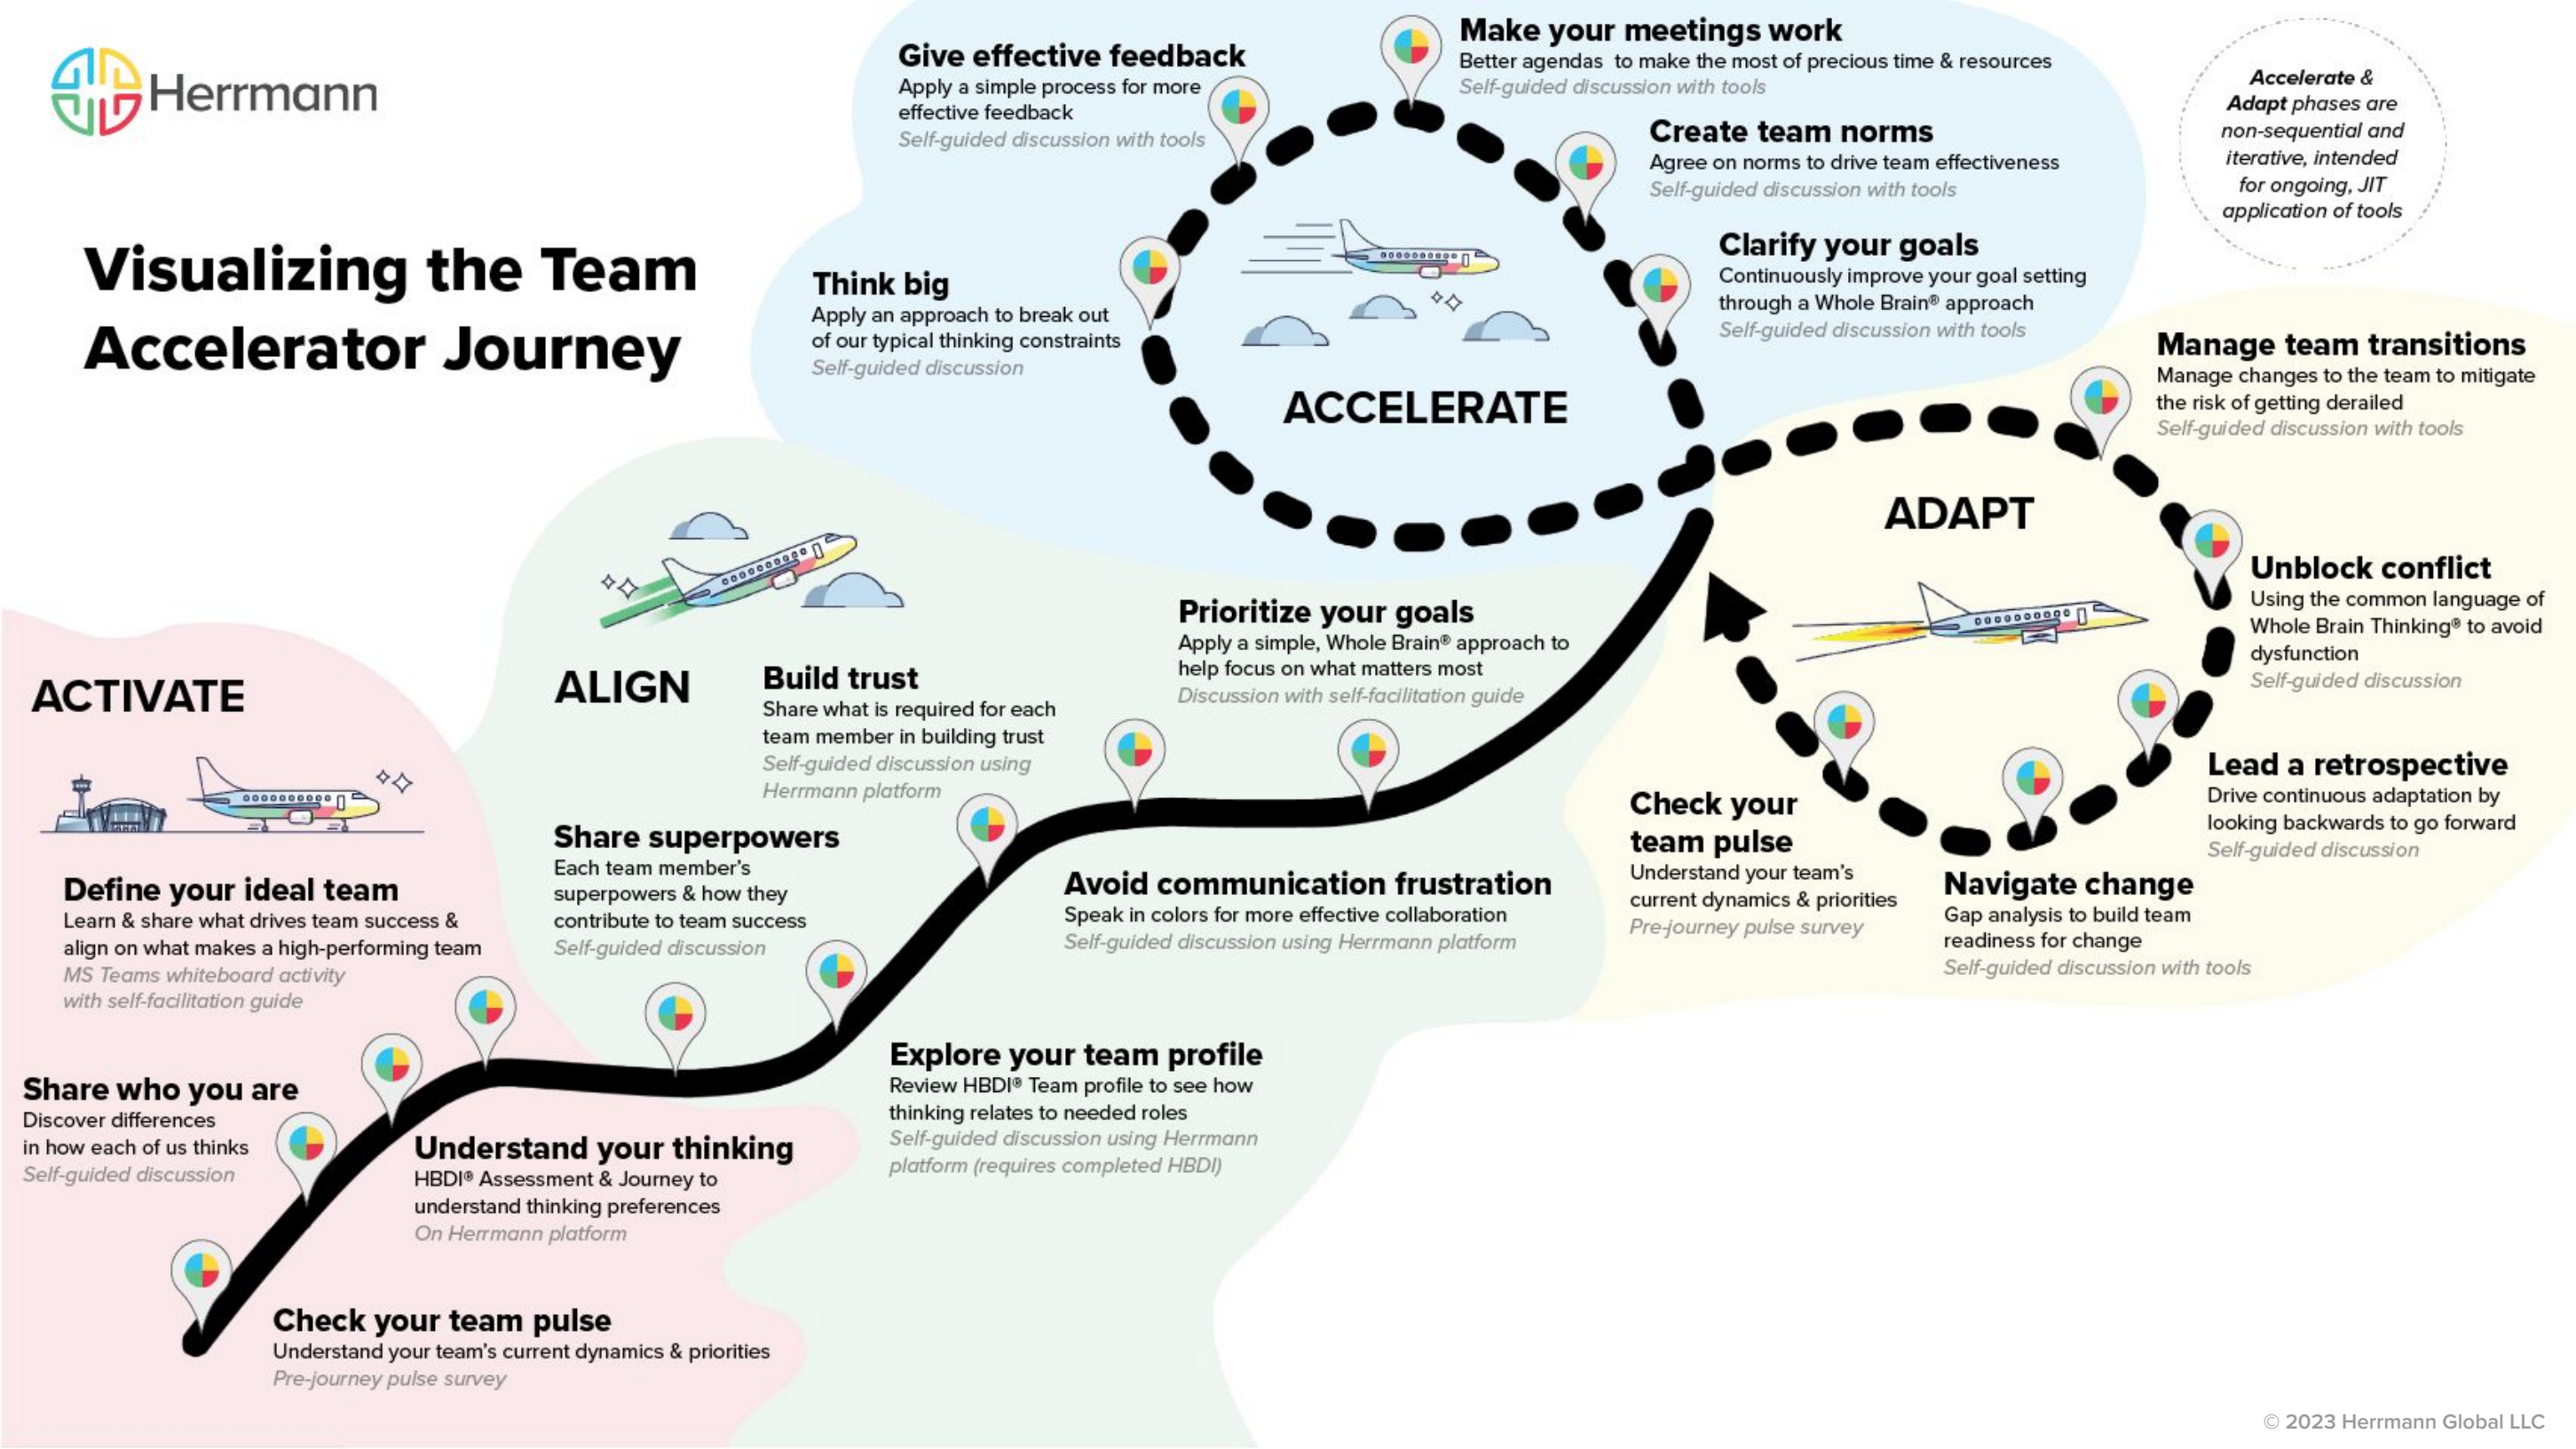 Herrmann
Visualizing the Team
Accelerator Journey
ACTIVATE
Define your ideal team
Learn & share what drives team success &
align on what makes a high-performing team
MS Teams whiteboard activity
with self-facilitation guide
Share who you are
Discover differences
in how each of us thinks
Self-guided discussion
Understand your thinking
HBDI® Assessment & Journey to
understand thinking preferences
On Herrmann platform
Check your team pulse
Understand your team's current dynamics & priorities
Pre-journey pulse survey
ALIGN
Share superpowers
Each team member's
superpowers & how they
contribute to team success
Self-guided discussion
Explore your team profile
Review HBDI® Team profile to see how
thinking relates to needed roles
Self-guided discussion using Herrmann
platform (requires completed HBDI)
Build trust
Share what is required for each
team member in building trust
Self-guided discussion using
Herrmann platform
Avoid communication frustration
Speak in colors for more effective collaboration
Self-guided discussion using Herrmann platform
Prioritize your goals
Apply a simple, Whole Brain® approach to
help focus on what matters most
Discussion with self-facilitation guide
ACCELERATE
Think big
Apply an approach to break out
of our typical thinking constraints
Self-guided discussion
Give effective feedback
Apply a simple process for more
effective feedback
Self-guided discussion with tools
Make your meetings work
Better agendas to make the most of precious time & resources
Self-guided discussion with tools
Create team norms
Agree on norms to drive team effectiveness
Self-guided discussion with tools
Clarify your goals
Continuously improve your goal setting
through a Whole Brain® approach
Self-guided discussion with tools
Accelerate &
Adapt phases are
non-sequential and
iterative, intended
for ongoing, JIT
application of tools
ADAPT
Manage team transitions
Manage changes to the team to mitigate
the risk of getting derailed
Self-guided discussion with tools
Unblock conflict
Using the common language of
Whole Brain Thinking® to avoid
dysfunction
Self-guided discussion
Lead a retrospective
Drive continuous adaptation by
looking backwards to go forward
Self-guided discussion
Navigate change
Gap analysis to build team
readiness for change
Self-guided discussion with tools
Check your
team pulse
Understand your team's
current dynamics & priorities
Pre-journey pulse survey
© 2023 Herrmann Global LLC